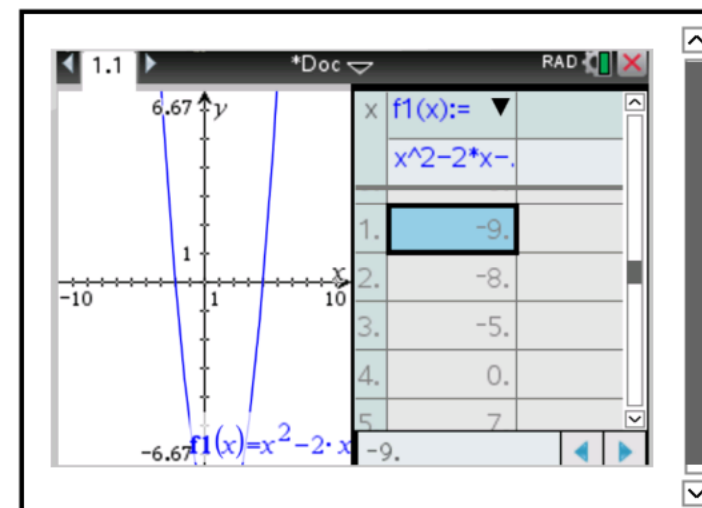 1.1 *Doc RAD
6.67 y
1
x
-10 1 10
-6.67 f1(x)=x²-2·x
x f1(x):=
x^2-2*x-.
1. -9.
2. -8.
3. -5.
4. 0.
5 7
-9.